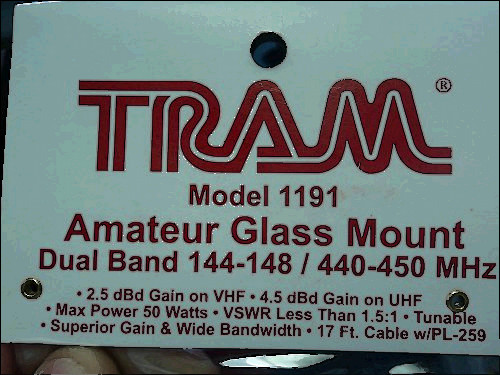 TRAM®
Model 1191
Amateur Glass Mount
Dual Band 144-148 / 440-450 MHz
• 2.5 dBd Gain on VHF • 4.5 dBd Gain on UHF
• Max Power 50 Watts • VSWR Less Than 1.5:1 • Tunable
• Superior Gain & Wide Bandwidth • 17 Ft. Cable w/PL-259